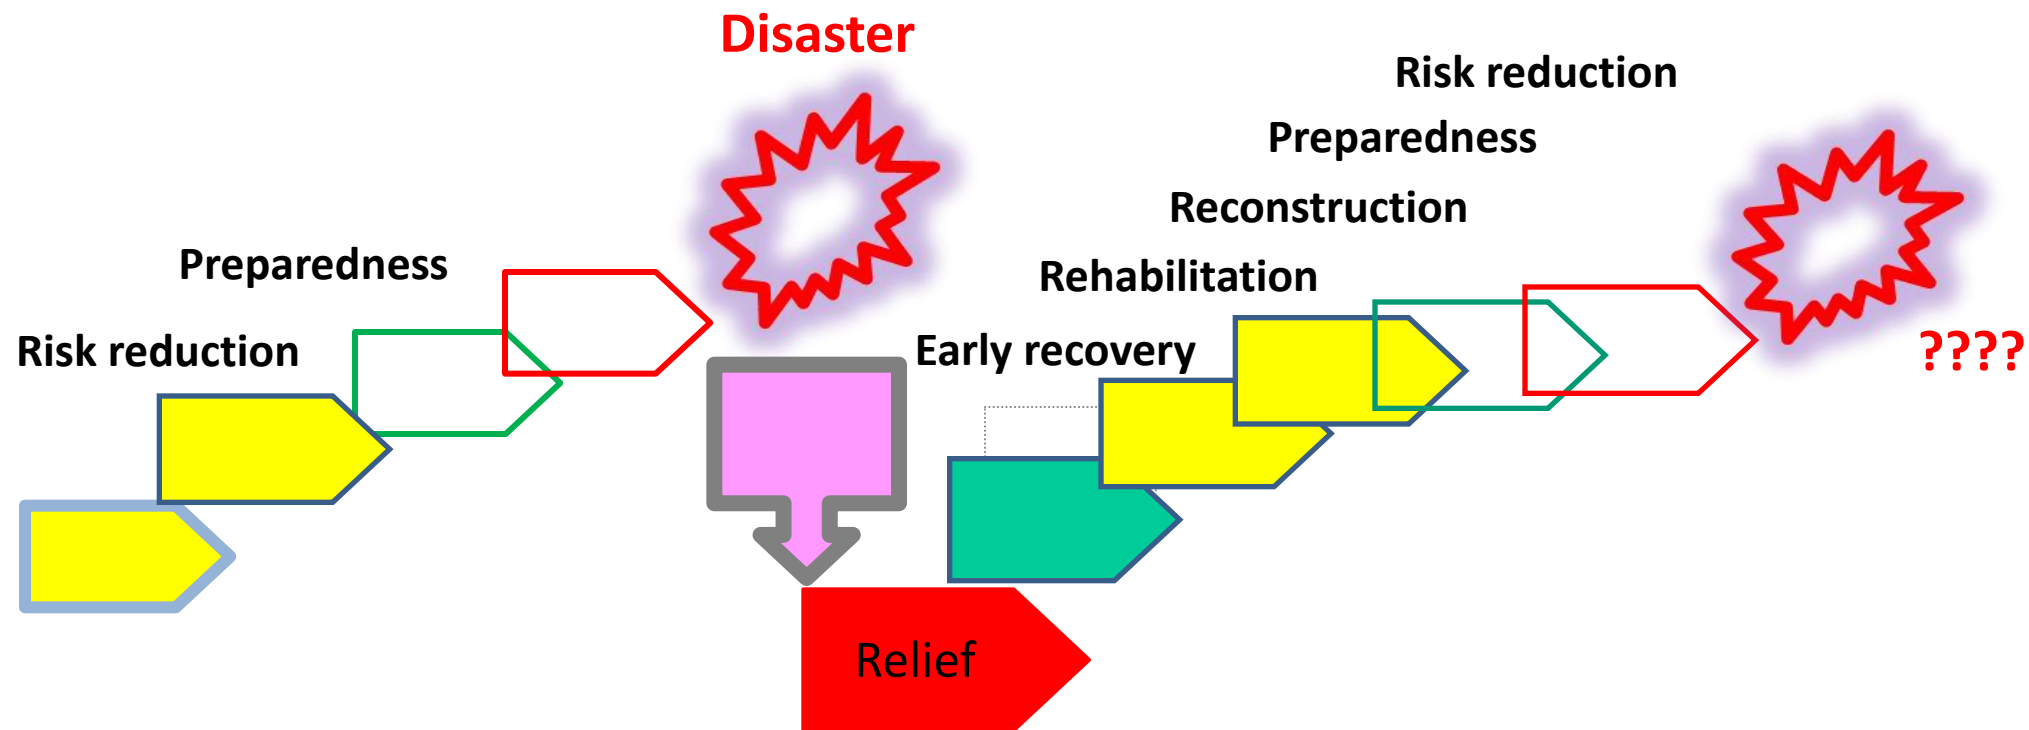 Disaster
Risk reduction
Preparedness
Reconstruction
Preparedness
Rehabilitation
Risk reduction
Early recovery
????
Relief